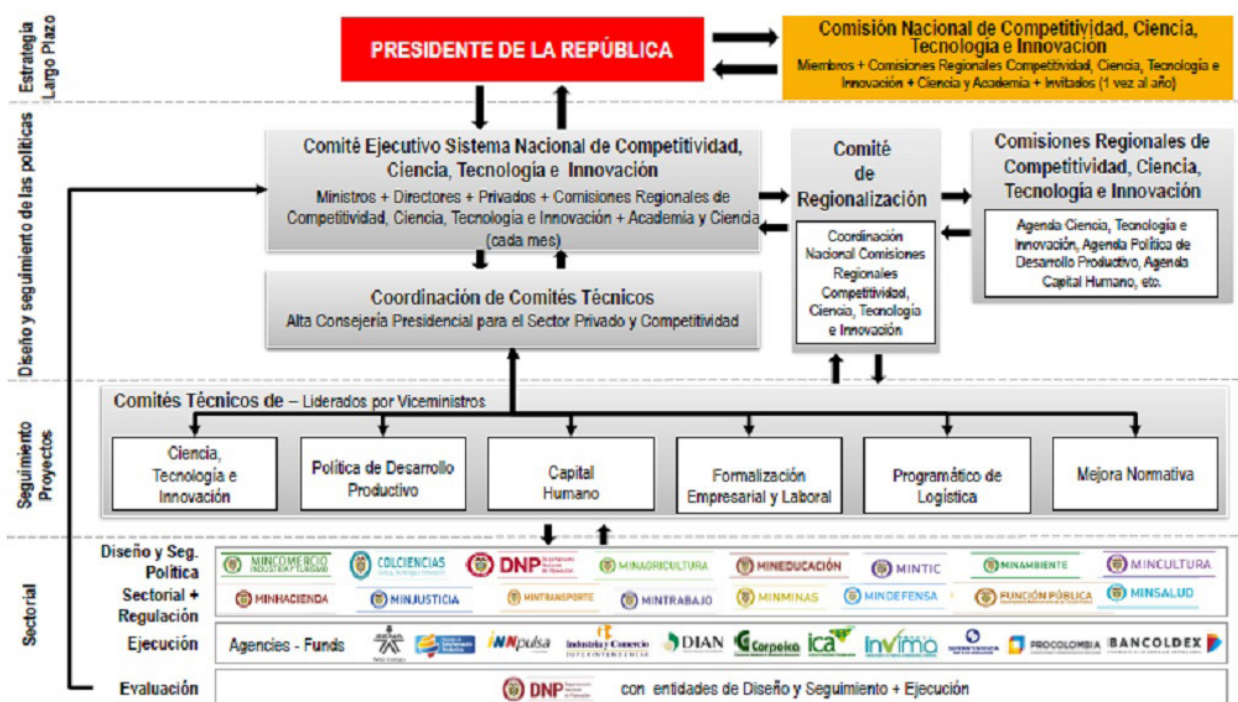 Estrategia
Largo Plazo
PRESIDENTE DE LA REPÚBLICA
Comisión Nacional de Competitividad, Ciencia,
Tecnología e Innovación
Miembros + Comisiones Regionales Competitividad, Ciencia, Tecnología e
Innovación + Ciencia y Academia + Invitados (1 vez al año)
Diseño y seguimiento de las políticas
Comité Ejecutivo Sistema Nacional de Competitividad,
Ciencia, Tecnología e Innovación
Ministros + Directores + Privados + Comisiones Regionales de
Competitividad, Ciencia, Tecnología e Innovación + Academia y Ciencia
(cada mes)
Comité
de
Regionalización
Coordinación
Nacional Comisiones
Regionales
Competitividad,
Ciencia, Tecnología
e Innovación
Comisiones Regionales de
Competitividad, Ciencia,
Tecnología e Innovación
Agenda Ciencia, Tecnología e
Innovación, Agenda Política de
Desarrollo Productivo, Agenda
Capital Humano, etc.
Coordinación de Comités Técnicos
Alta Consejería Presidencial para el Sector Privado y Competitividad
Seguimiento
Proyectos
Comités Técnicos de – Liderados por Viceministros
Ciencia,
Tecnología e
Innovación
Política de Desarrollo
Productivo
Capital
Humano
Formalización
Empresarial y Laboral
Programático de
Logística
Mejora Normativa
Sectorial
Diseño y Seg.
Política
Sectorial +
Regulación
MINCOMERCIO
INDUSTRIA Y TURISMO
COLCIENCIAS
DNP
MINAGRICULTURA
MINEDUCACIÓN
MINTIC
MINAMBIENTE
MINCULTURA
MINHACIENDA
MINJUSTICIA
MINTRANSPORTE
MINTRABAJO
MINMINAS
MINDEFENSA
FUNCIÓN PÚBLICA
MINSALUD
Ejecución
Agencies - Funds
iNNpulsa
Industria y Comercio
SUPERINTENDENCIA
DIAN
Corpoica
ica
Invima
PROCOLOMBIA
BANCOLDEX
Evaluación
DNP
con entidades de Diseño y Seguimiento + Ejecución